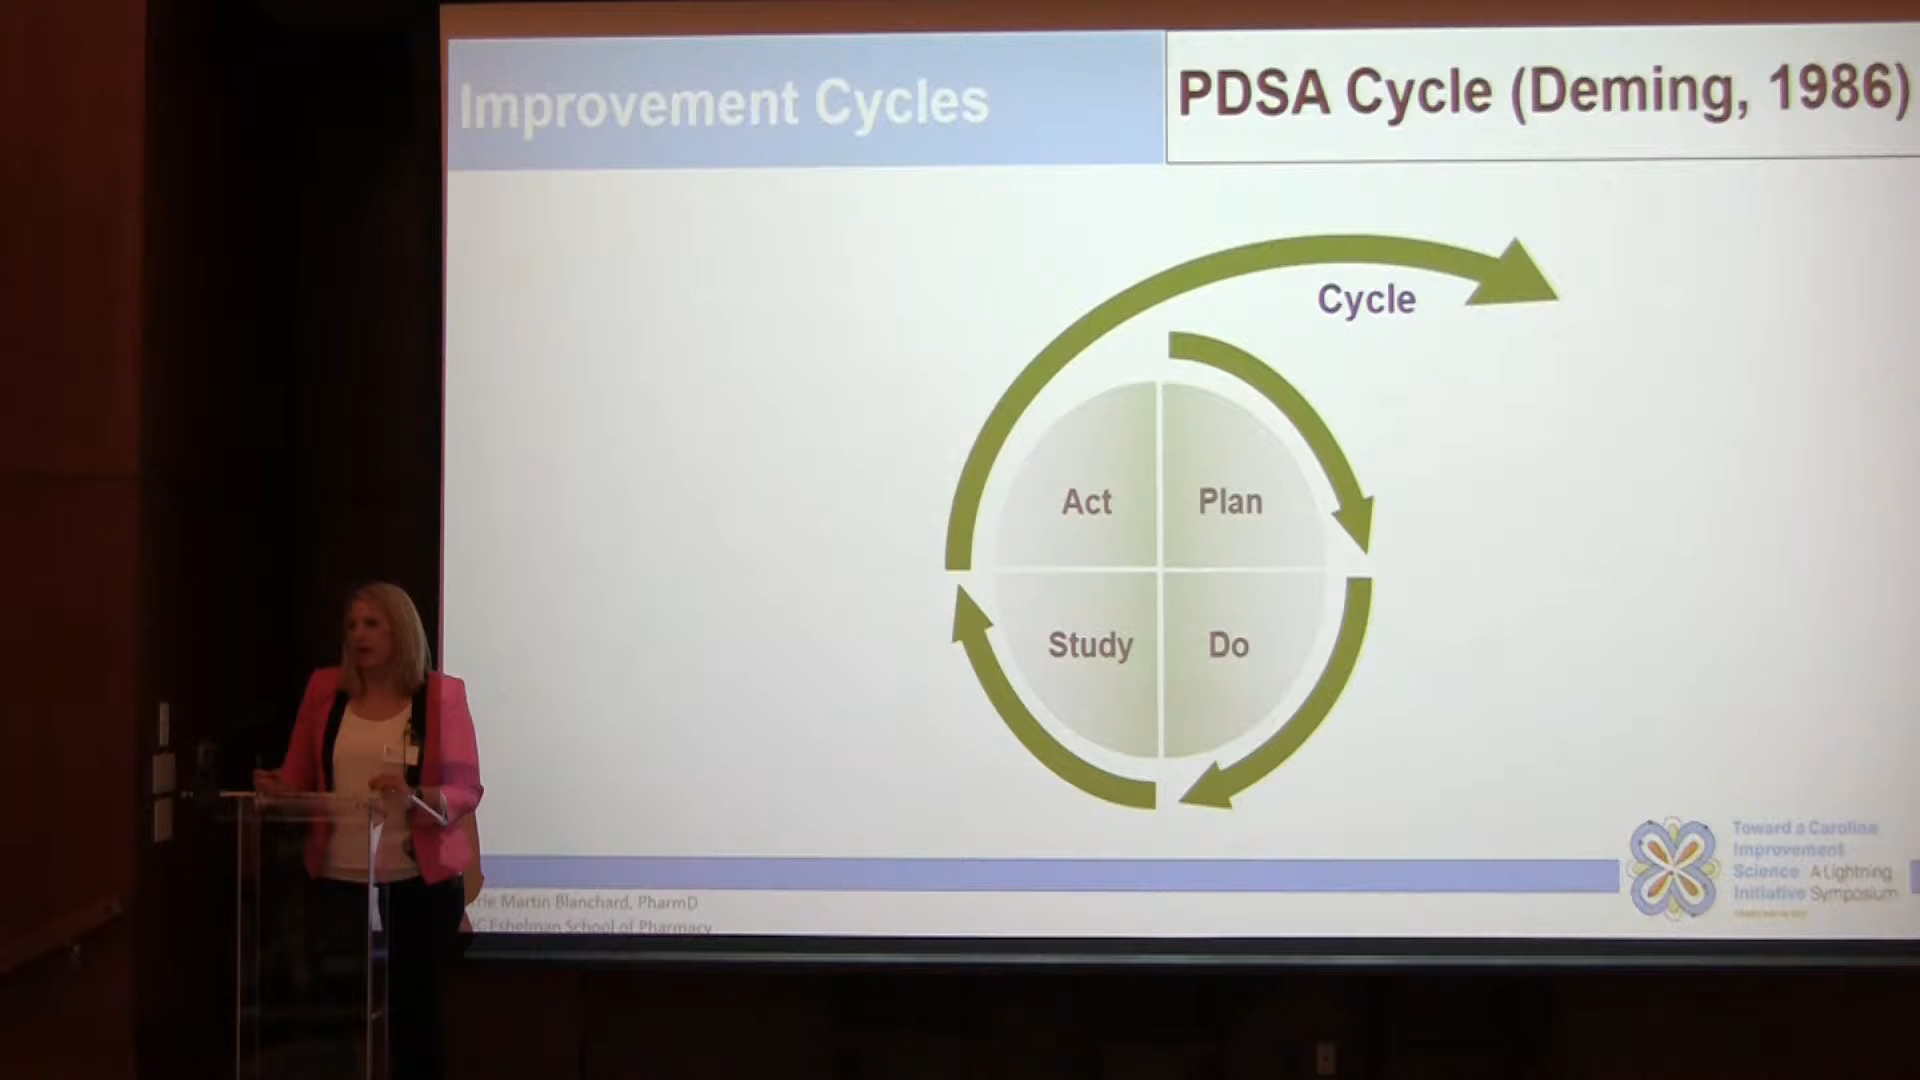 Improvement Cycles
PDSA Cycle (Deming, 1986)
Cycle
Act
Plan
Study
Do
Martin Blanchard, PharmD
Eshelman School of Pharmacy
Toward a Carolina
Improvement
Science A Lightning
Initiative Symposium